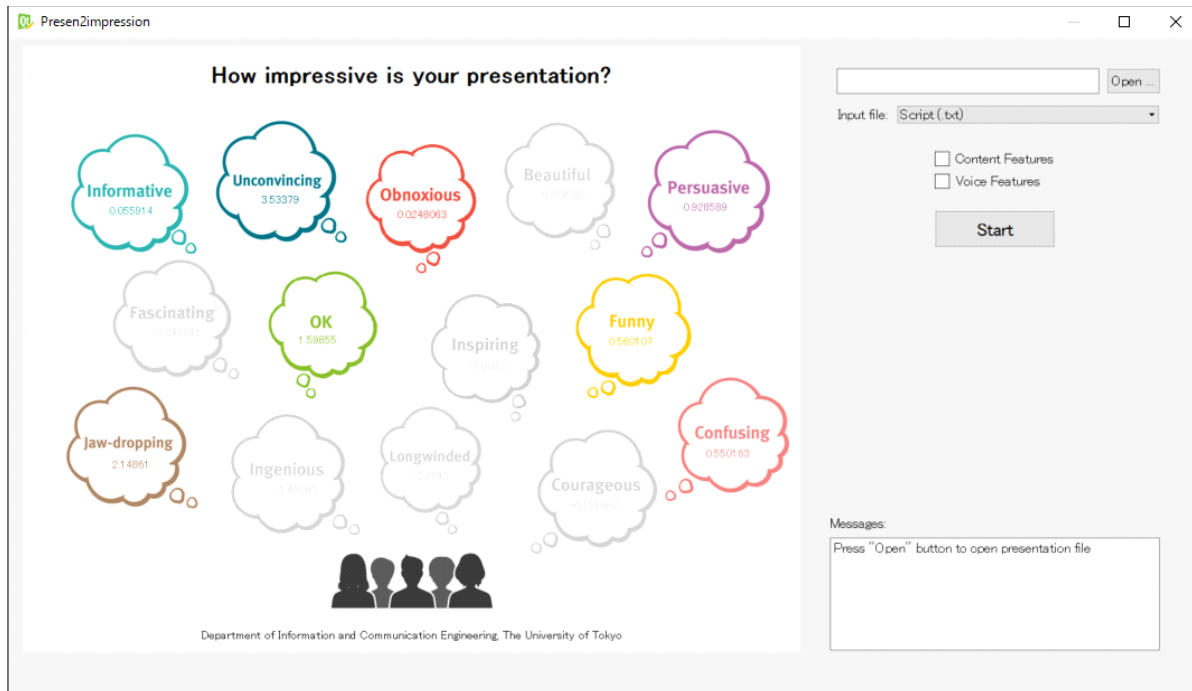 Presen2impression
How impressive is your presentation?
Informative
0.055914
Unconvincing
3.53379
Obnoxious
0.0248063
Beautiful
Persuasive
0.928589
Fascinating
OK
1.59855
Inspiring
Funny
0.560107
Jaw-dropping
2.14861
Ingenious
Longwinded
Courageous
Confusing
0.550163
Department of Information and Communication Engineering, The University of Tokyo
Open ...
Input file: Script (.txt)
Content Features
Voice Features
Start
Messages:
Press "Open" button to open presentation file